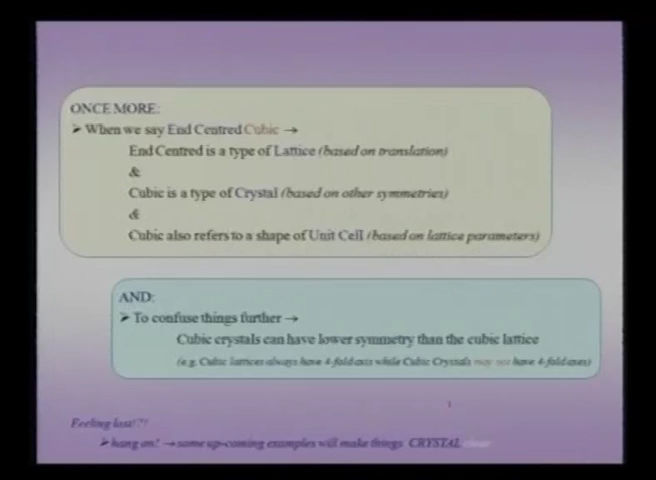 ONCE MORE:
➤ When we say End Centred Cubic →
End Centred is a type of Lattice (based on translation)
&
Cubic is a type of Crystal (based on other symmetries)
&
Cubic also refers to a shape of Unit Cell (based on lattice parameters)
AND:
➤ To confuse things further →
Cubic crystals can have lower symmetry than the cubic lattice
(e.g. Cubic lattices always have 4-fold axis while Cubic Crystals may not have 4-fold axes)
Feeling lost!?!
➤ hang on! → some up-coming examples will make things CRYSTAL clear